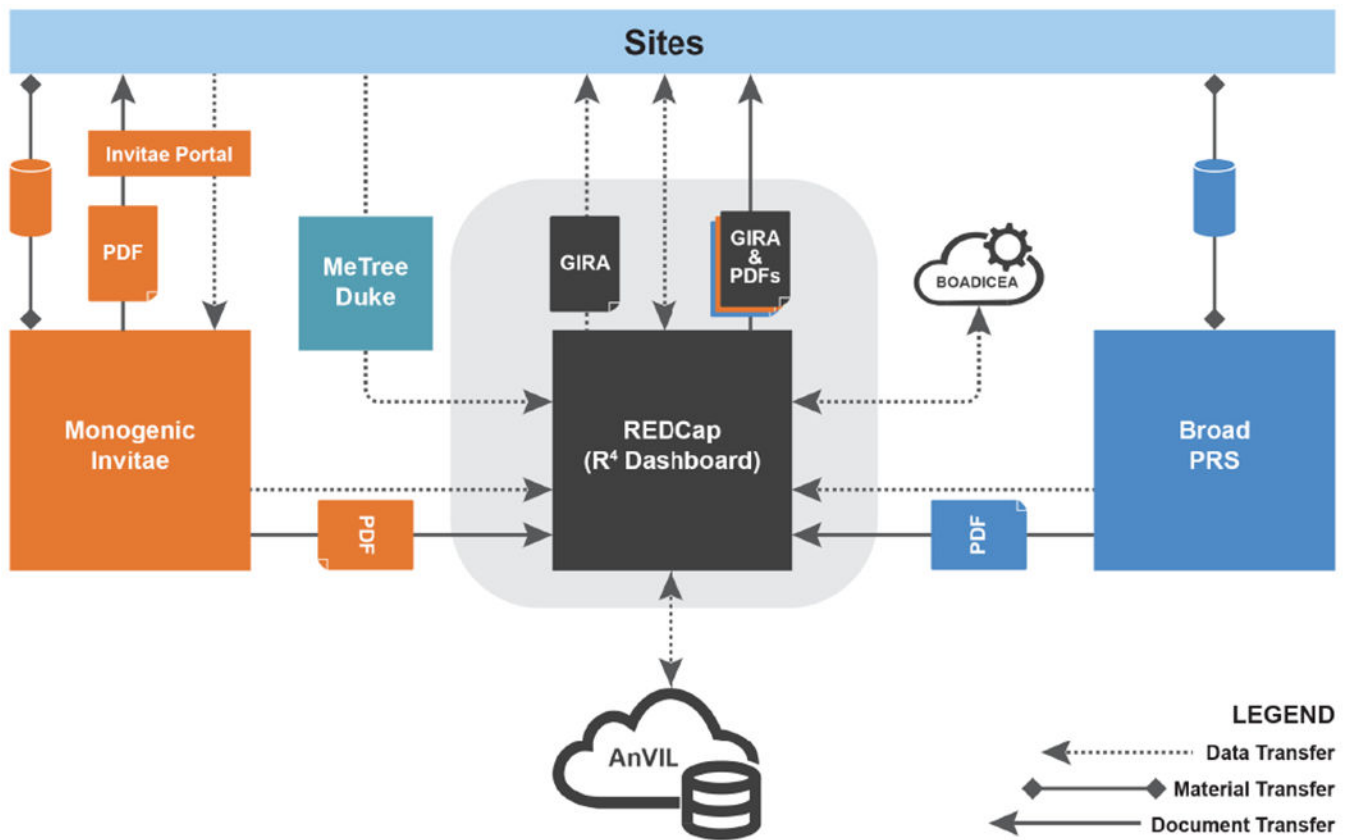 Sites
Invitae Portal
PDF
MeTree
Duke
GIRA
GIRA
&
PDFs
BOADICEA
Monogenic
Invitae
REDCap
(R⁴ Dashboard)
Broad
PRS
PDF
PDF
AnVIL
LEGEND
Data Transfer
Material Transfer
Document Transfer